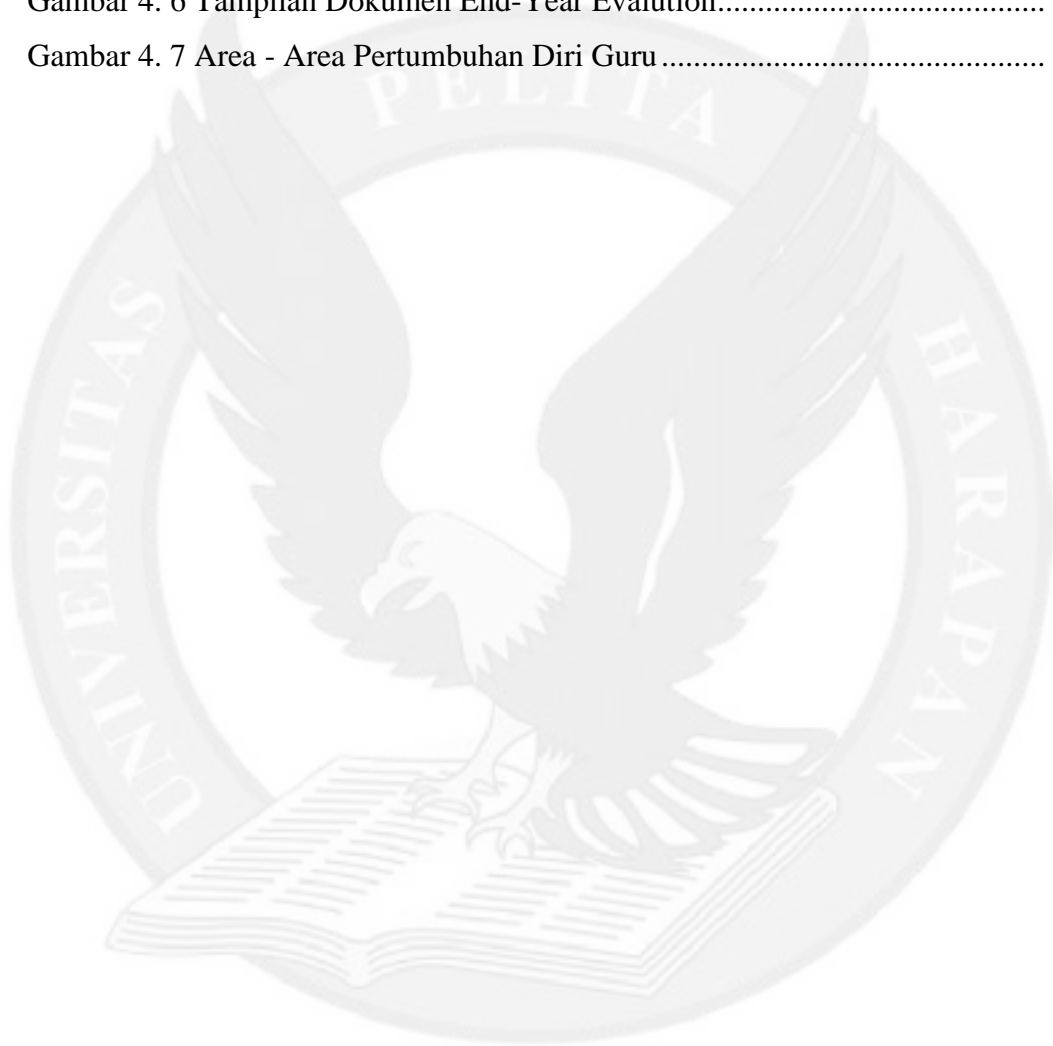 Gambar 4. 6 Tampilan Dokumen End-Year Evalution........................................
Gambar 4. 7 Area - Area Pertumbuhan Diri Guru...............................................
UNIVERSITAS PELITA HARAPAN